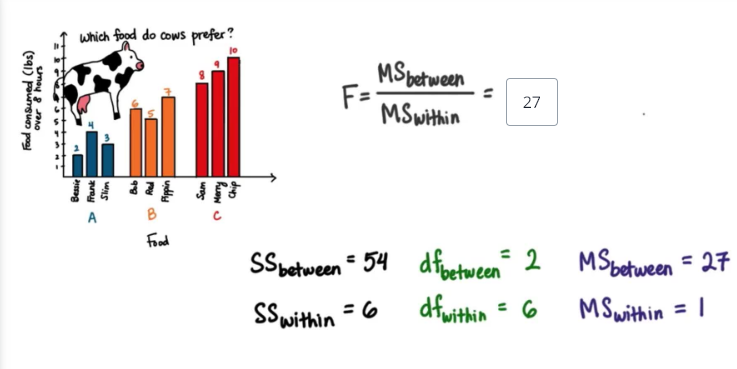 Which food do cows prefer?
Food consumed (lbs)
over 8 hours
11
10
9
8
6
5
4
3
2
1
2
4
3
6
5
7
8
9
10
Bessie
Frank
Slim
Bob
Rad
Pippin
Sam
Merry
Chip
A
B
C
Food
F = MSbetween / MSwithin = 27
SSbetween = 54 dfbetween = 2 MSbetween = 27
SSwithin = 6 dfwithin = 6 MSwithin = 1